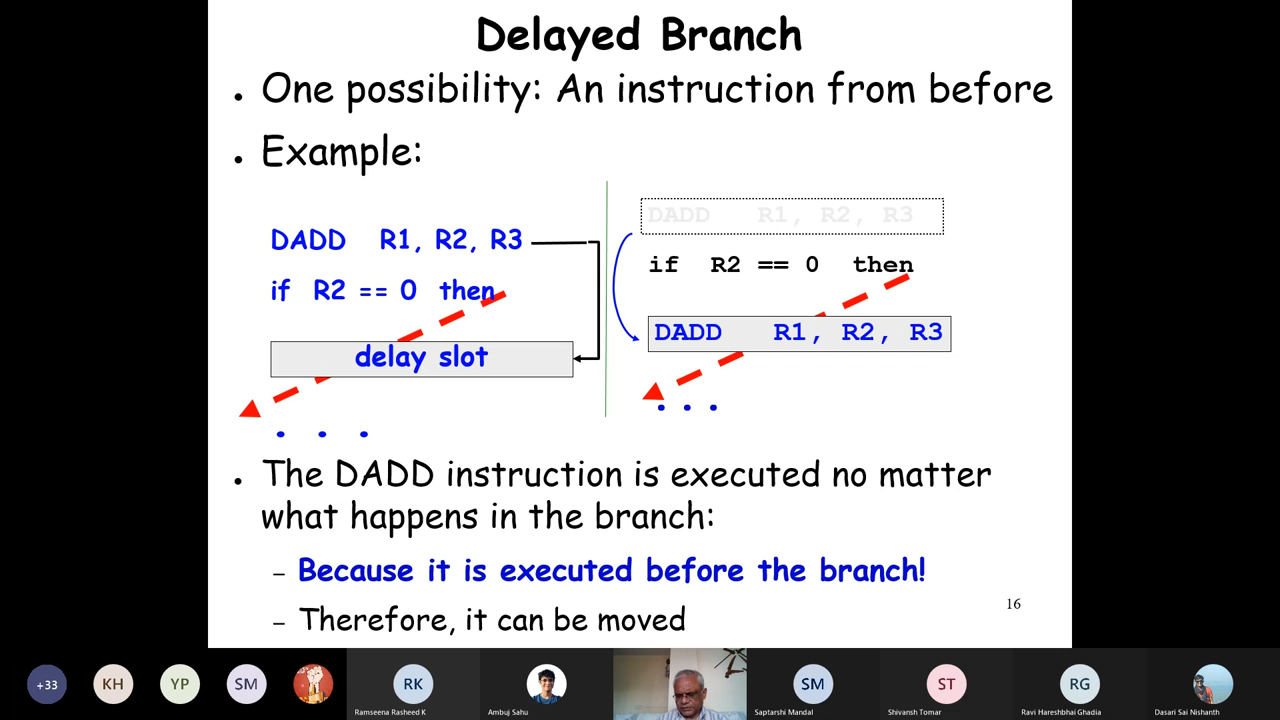 Delayed Branch
• One possibility: An instruction from before
• Example:
DADD R1, R2, R3
if R2 == 0 then
delay slot
. . .
DADD R1, R2, R3
if R2 == 0 then
DADD R1, R2, R3
. . .
• The DADD instruction is executed no matter
what happens in the branch:
– Because it is executed before the branch!
– Therefore, it can be moved
16
+33
KH
YP
SM
RK
Ramseena Rasheed K
Ambuj Sahu
SM
Saptarshi Mandal
ST
Shivansh Tomar
RG
Ravi Hareshbhai Ghadia
Dasari Sai Nishanth